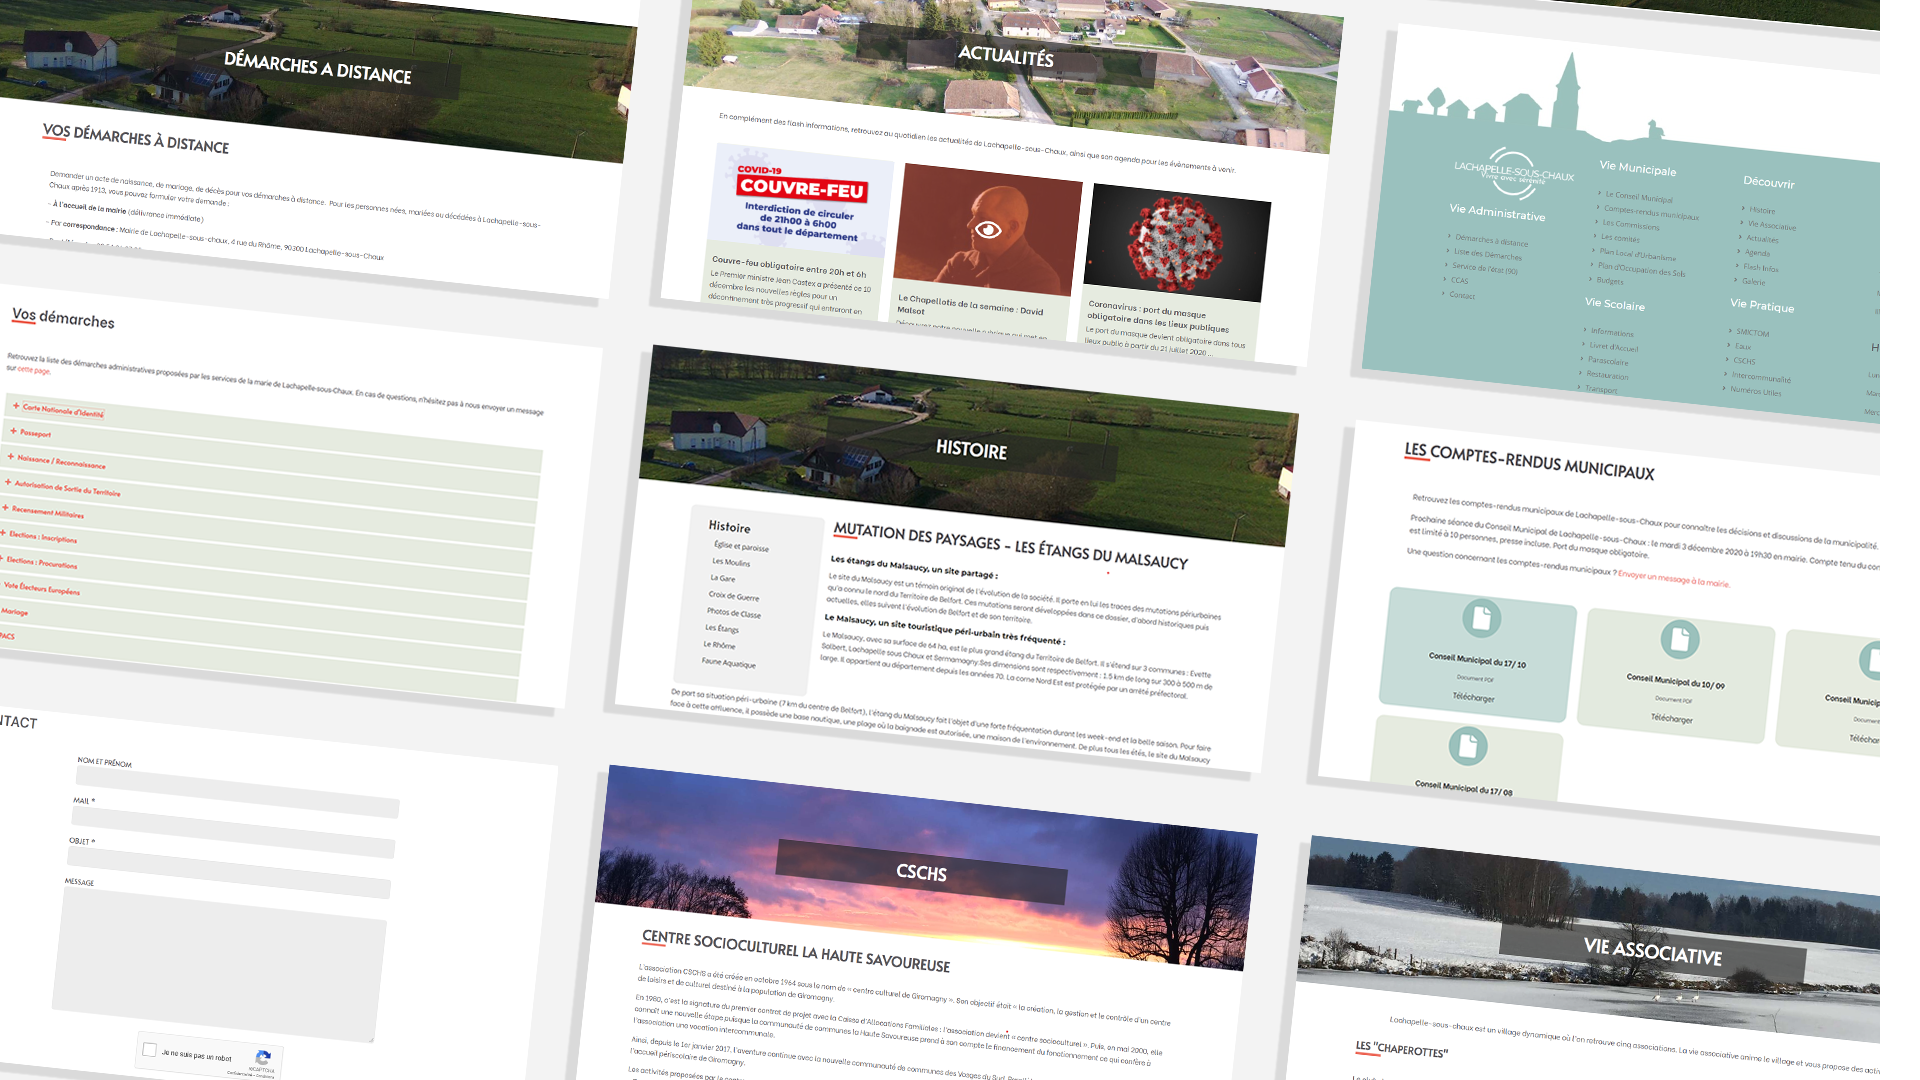 DÉMARCHES A DISTANCE
VOS DÉMARCHES À DISTANCE
Demander un acte de naissance, de mariage, de décès pour vos démarches à distance. Pour les personnes nées, mariées ou décédées à Lachapelle-sous-
Chaux après 1913, vous pouvez formuler votre demande :
- À l'accueil de la mairie (délivrance immédiate)
- Par correspondance : Mairie de Lachapelle-sous-chaux, 4 rue du Rhôme, 90300 Lachapelle-sous-Chaux
ACTUALITÉS
En complément des flash informations, retrouvez au quotidien les actualités de Lachapelle-sous-Chaux, ainsi que son agenda pour les événements à venir.
COVID-19
COUVRE-FEU
Interdiction de circuler
de 21h00 à 6h00
dans tout le département
Couvre-feu obligatoire entre 20h et 6h
Le Premier ministre Jean Castex a présenté ce 10
décembre les nouvelles règles pour un
déconfinement très progressif qui entreront en
Le Chapellotis de la semaine : David
Malsot
Découvrez notre nouvelle rubrique qui met en
Coronavirus : port du masque
obligatoire dans les lieux publiques
Le port du masque devient obligatoire dans tous
lieux public à partir du 21 juillet 2020 ...
LACHAPELLE-SOUS-CHAUX
Vivre avec sérénité
Vie Administrative
Démarches à distance
Liste des Démarches
Service de l'état (90)
CCAS
Contact
Vie Municipale
Le Conseil Municipal
Comptes-rendus municipaux
Les Commissions
Les comités
Plan Local d'Urbanisme
Plan d'Occupation des Sols
Budgets
Vie Scolaire
Informations
Livret d'Accueil
Parascolaire
Restauration
Transport
Découvrir
Histoire
Vie Associative
Actualités
Agenda
Flash Infos
Galerie
Vie Pratique
SMICTOM
Eaux
CSCHS
Intercommunalité
Numéros Utiles
Vos démarches
Retrouvez la liste des démarches administratives proposées par les services de la marie de Lachapelle-sous-Chaux. En cas de questions, n'hésitez pas à nous envoyer un message
sur cette page.
+ Carte Nationale d'Identité
+ Passeport
+ Naissance / Reconnaissance
+ Autorisation de Sortie du Territoire
+ Recensement Militaires
+ Elections : Inscriptions
+ Elections : Procurations
Vote Électeurs Européens
Mariage
PACS
HISTOIRE
Histoire
Église et paroisse
Les Moulins
La Gare
Croix de Guerre
Photos de Classe
Les Étangs
Le Rhôme
Faune Aquatique
MUTATION DES PAYSAGES - LES ÉTANGS DU MALSAUCY
Les étangs du Malsaucy, un site partagé :
Le site du Malsaucy est un témoin original de l'évolution de la société. Il porte en lui les traces des mutations périurbaines
qu'a connu le nord du Territoire de Belfort. Ces mutations seront développées dans ce dossier, d'abord historiques puis
actuelles, elles suivent l'évolution de Belfort et de son territoire.
Le Malsaucy, un site touristique péri-urbain très fréquenté :
Le Malsaucy, avec sa surface de 64 ha, est le plus grand étang du Territoire de Belfort. Il s'étend sur 3 communes : Evette
Salbert, Lachapelle sous Chaux et Sermamagny. Ses dimensions sont respectivement : 1.5 km de long sur 300 à 500 m de
large. Il appartient au département depuis les années 70. La corne Nord Est est protégée par un arrêté préfectoral.
De part sa situation péri-urbaine (7 km du centre de Belfort), l'étang du Malsaucy fait l'objet d'une forte fréquentation durant les week-end et la belle saison. Pour faire
face à cette affluence, il possède une base nautique, une plage où la baignade est autorisée, une maison de l'environnement. De plus tous les étés, le site du Malsaucy
LES COMPTES-RENDUS MUNICIPAUX
Retrouvez les comptes-rendus municipaux de Lachapelle-sous-Chaux pour connaître les décisions et discussions de la municipalité.
Prochaine séance du Conseil Municipal de Lachapelle-sous-Chaux : le mardi 3 décembre 2020 à 19h30 en mairie. Compte tenu du con
est limité à 10 personnes, presse incluse. Port du masque obligatoire.
Une question concernant les comptes-rendus municipaux ? Envoyer un message à la mairie.
Conseil Municipal du 17/ 10
Document PDF
Télécharger
Conseil Municipal du 10/ 09
Document PDF
Télécharger
Conseil Municip
Document
Téléchar
Conseil Municipal du 17/ 08
NTACT
NOM ET PRÉNOM
MAIL *
OBJET *
MESSAGE
Je ne suis pas un robot
reCAPTCHA
Confidentialité - Conditions
CSCHS
CENTRE SOCIOCULTUREL LA HAUTE SAVOUREUSE
L'association CSCHS a été créée en octobre 1964 sous le nom de « centre culturel de Giromagny ». Son objectif était « la création, la gestion et le contrôle d'un centre
de loisirs et de culturel destiné à la population de Giromagny.
En 1980, c'est la signature du premier contrat de projet avec la Caisse d'Allocations Familiales : l'association devient « centre socioculturel ». Puis, en mai 2000, elle
connaît une nouvelle étape puisque la communauté de communes la Haute Savoureuse prend à son compte le financement du fonctionnement ce qui confère à
l'association une vocation intercommunale.
Ainsi, depuis le 1er janvier 2017, l'aventure continue avec la nouvelle communauté de communes des Vosges du Sud.
l'accueil périscolaire de Giromagny.
Les activités proposées par le
VIE ASSOCIATIVE
Lachapelle-sous-chaux est un village dynamique où l'on retrouve cinq associations. La vie associative anime le village et vous propose des acti
LES "CHAPEROTTES"